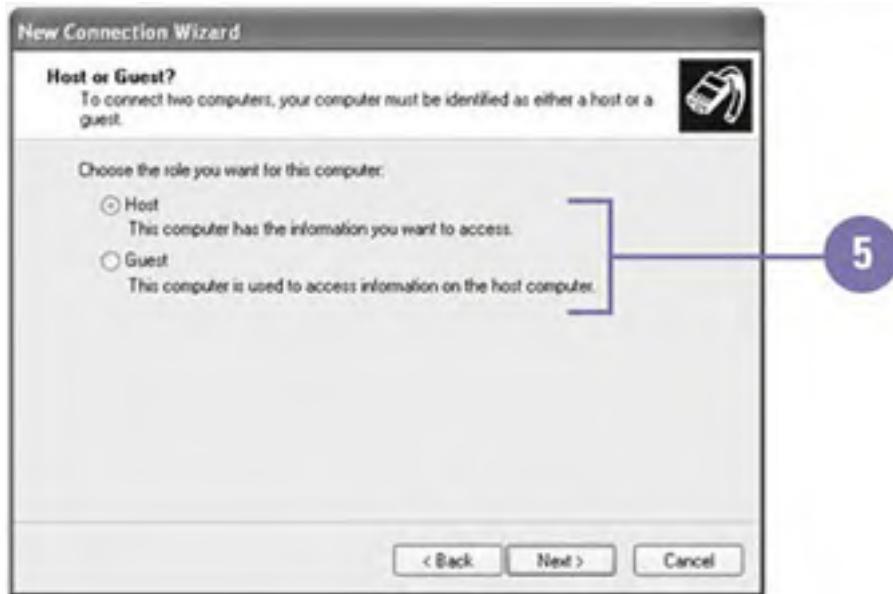 New Connection Wizard
Host or Guest?
To connect two computers, your computer must be identified as either a host or a
guest.
Choose the role you want for this computer:
Host
This computer has the information you want to access.
Guest
This computer is used to access information on the host computer.
5
< Back
Next >
Cancel